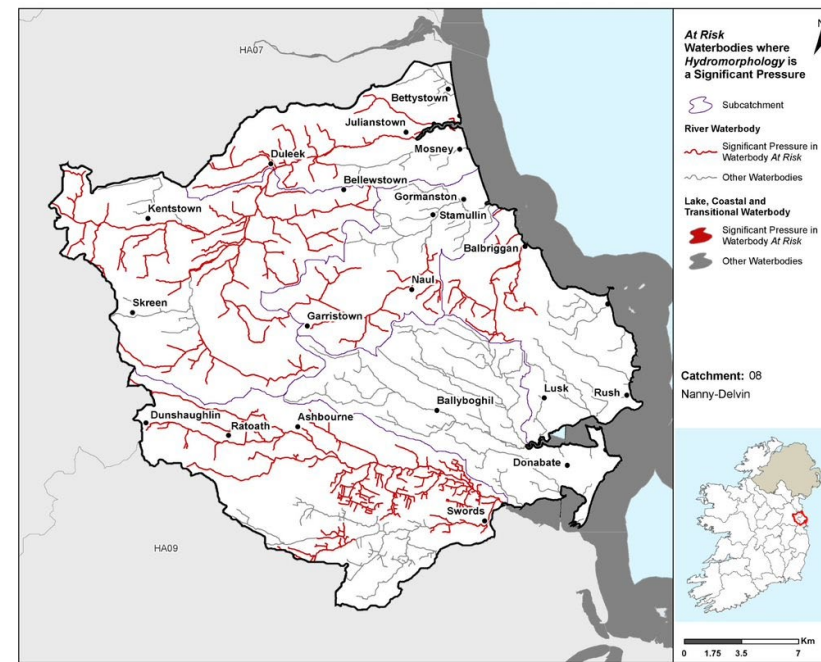 HA07
Bettystown
Julianstown
Mosney
Duleek
Bellewstown
Gormanston
Stamullin
Kentstown
Balbriggan
Naul
Skreen
Garristown
Lusk
Rush
Ballyboghil
Dunshaughlin
Ratoath
Ashbourne
Donabate
Swords
HA09
N
At Risk
Waterbodies where
Hydromorphology is
a Significant Pressure
Subcatchment
River Waterbody
Significant Pressure in
Waterbody At Risk
Other Waterbodies
Lake, Coastal and
Transitional Waterbody
Significant Pressure in
Waterbody At Risk
Other Waterbodies
Catchment: 08
Nanny-Delvin
Km
0 1.75 3.5 7